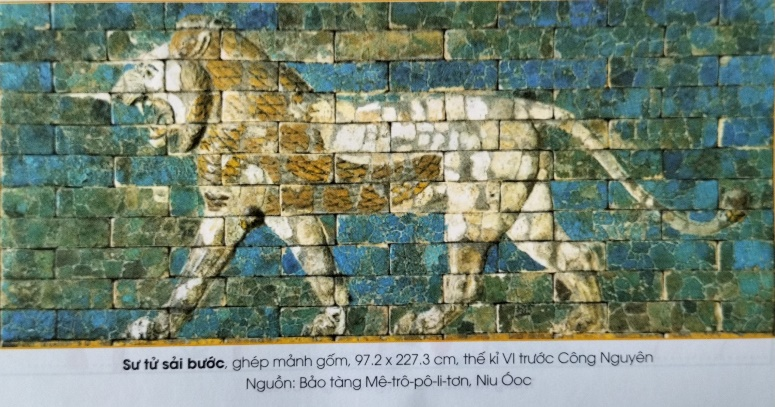 Sư tử sải bước, ghép mảnh gốm, 97.2 x 227.3 cm, thế kỉ VI trước Công Nguyên
Nguồn: Bảo tàng Mê-trô-pô-li-tơn, Niu Óoc